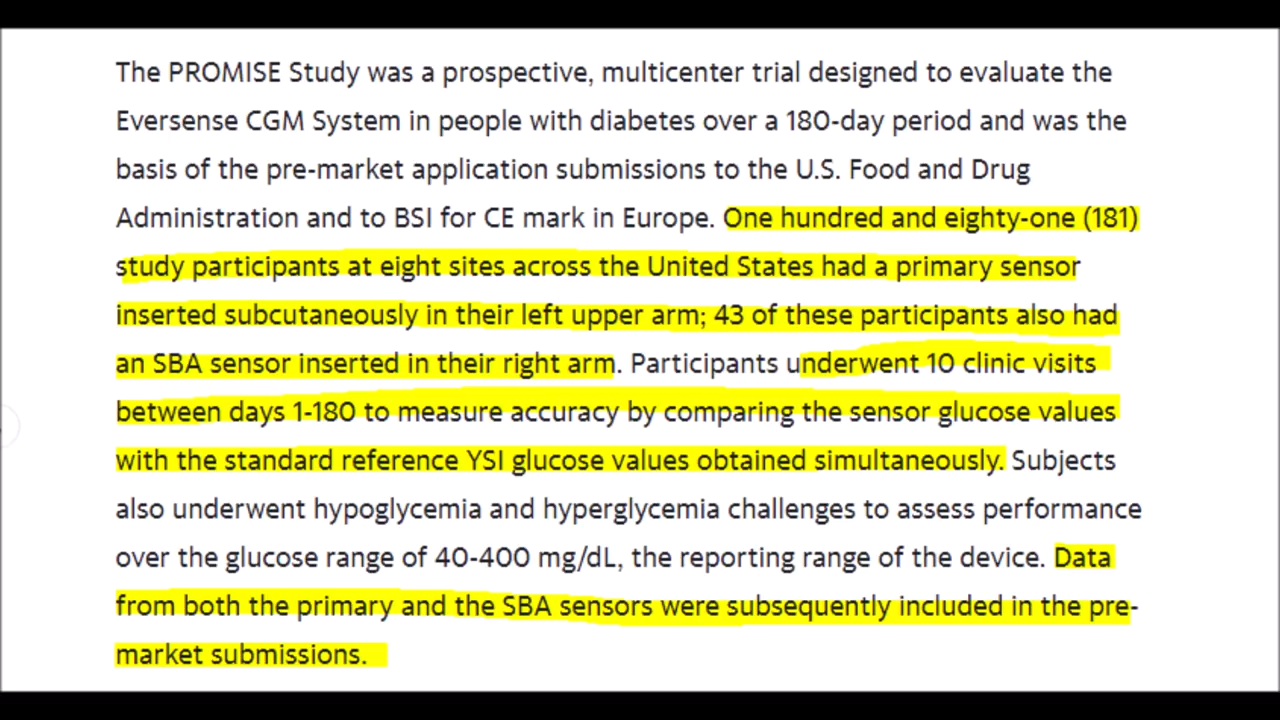 The PROMISE Study was a prospective, multicenter trial designed to evaluate the
Eversense CGM System in people with diabetes over a 180-day period and was the
basis of the pre-market application submissions to the U.S. Food and Drug
Administration and to BSI for CE mark in Europe. One hundred and eighty-one (181)
study participants at eight sites across the United States had a primary sensor
inserted subcutaneously in their left upper arm; 43 of these participants also had
an SBA sensor inserted in their right arm. Participants underwent 10 clinic visits
between days 1-180 to measure accuracy by comparing the sensor glucose values
with the standard reference YSI glucose values obtained simultaneously. Subjects
also underwent hypoglycemia and hyperglycemia challenges to assess performance
over the glucose range of 40-400 mg/dL, the reporting range of the device. Data
from both the primary and the SBA sensors were subsequently included in the pre-
market submissions.